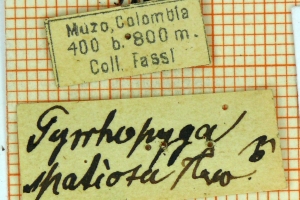 Muzo, Colombia
400 b. 800 m.
Coll. Fassl
Pyrrhopyga
spatiosa Hew